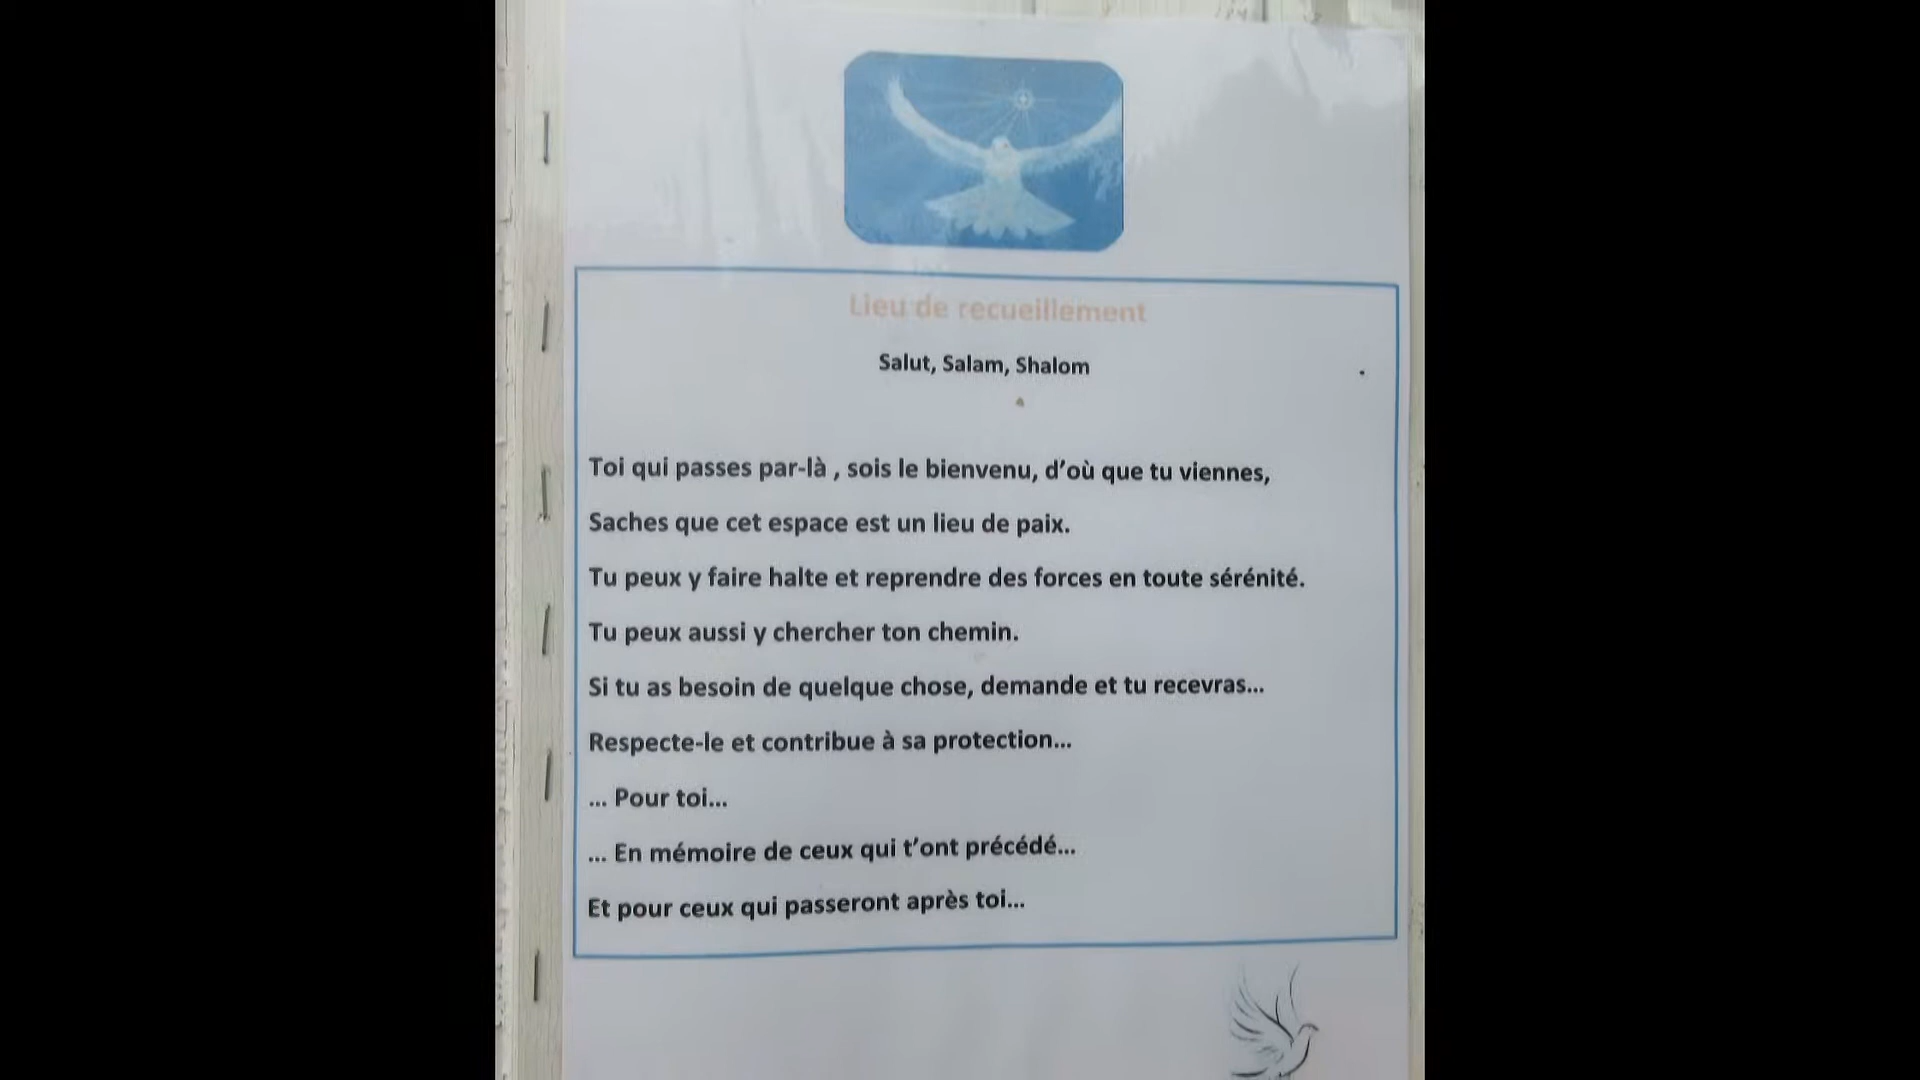 Lieu de recueillement
Salut, Salam, Shalom
Toi qui passes par-là , sois le bienvenu, d’où que tu viennes,
Saches que cet espace est un lieu de paix.
Tu peux y faire halte et reprendre des forces en toute sérénité.
Tu peux aussi y chercher ton chemin.
Si tu as besoin de quelque chose, demande et tu recevras...
Respecte-le et contribue à sa protection...
... Pour toi...
... En mémoire de ceux qui t’ont précédé...
Et pour ceux qui passeront après toi...